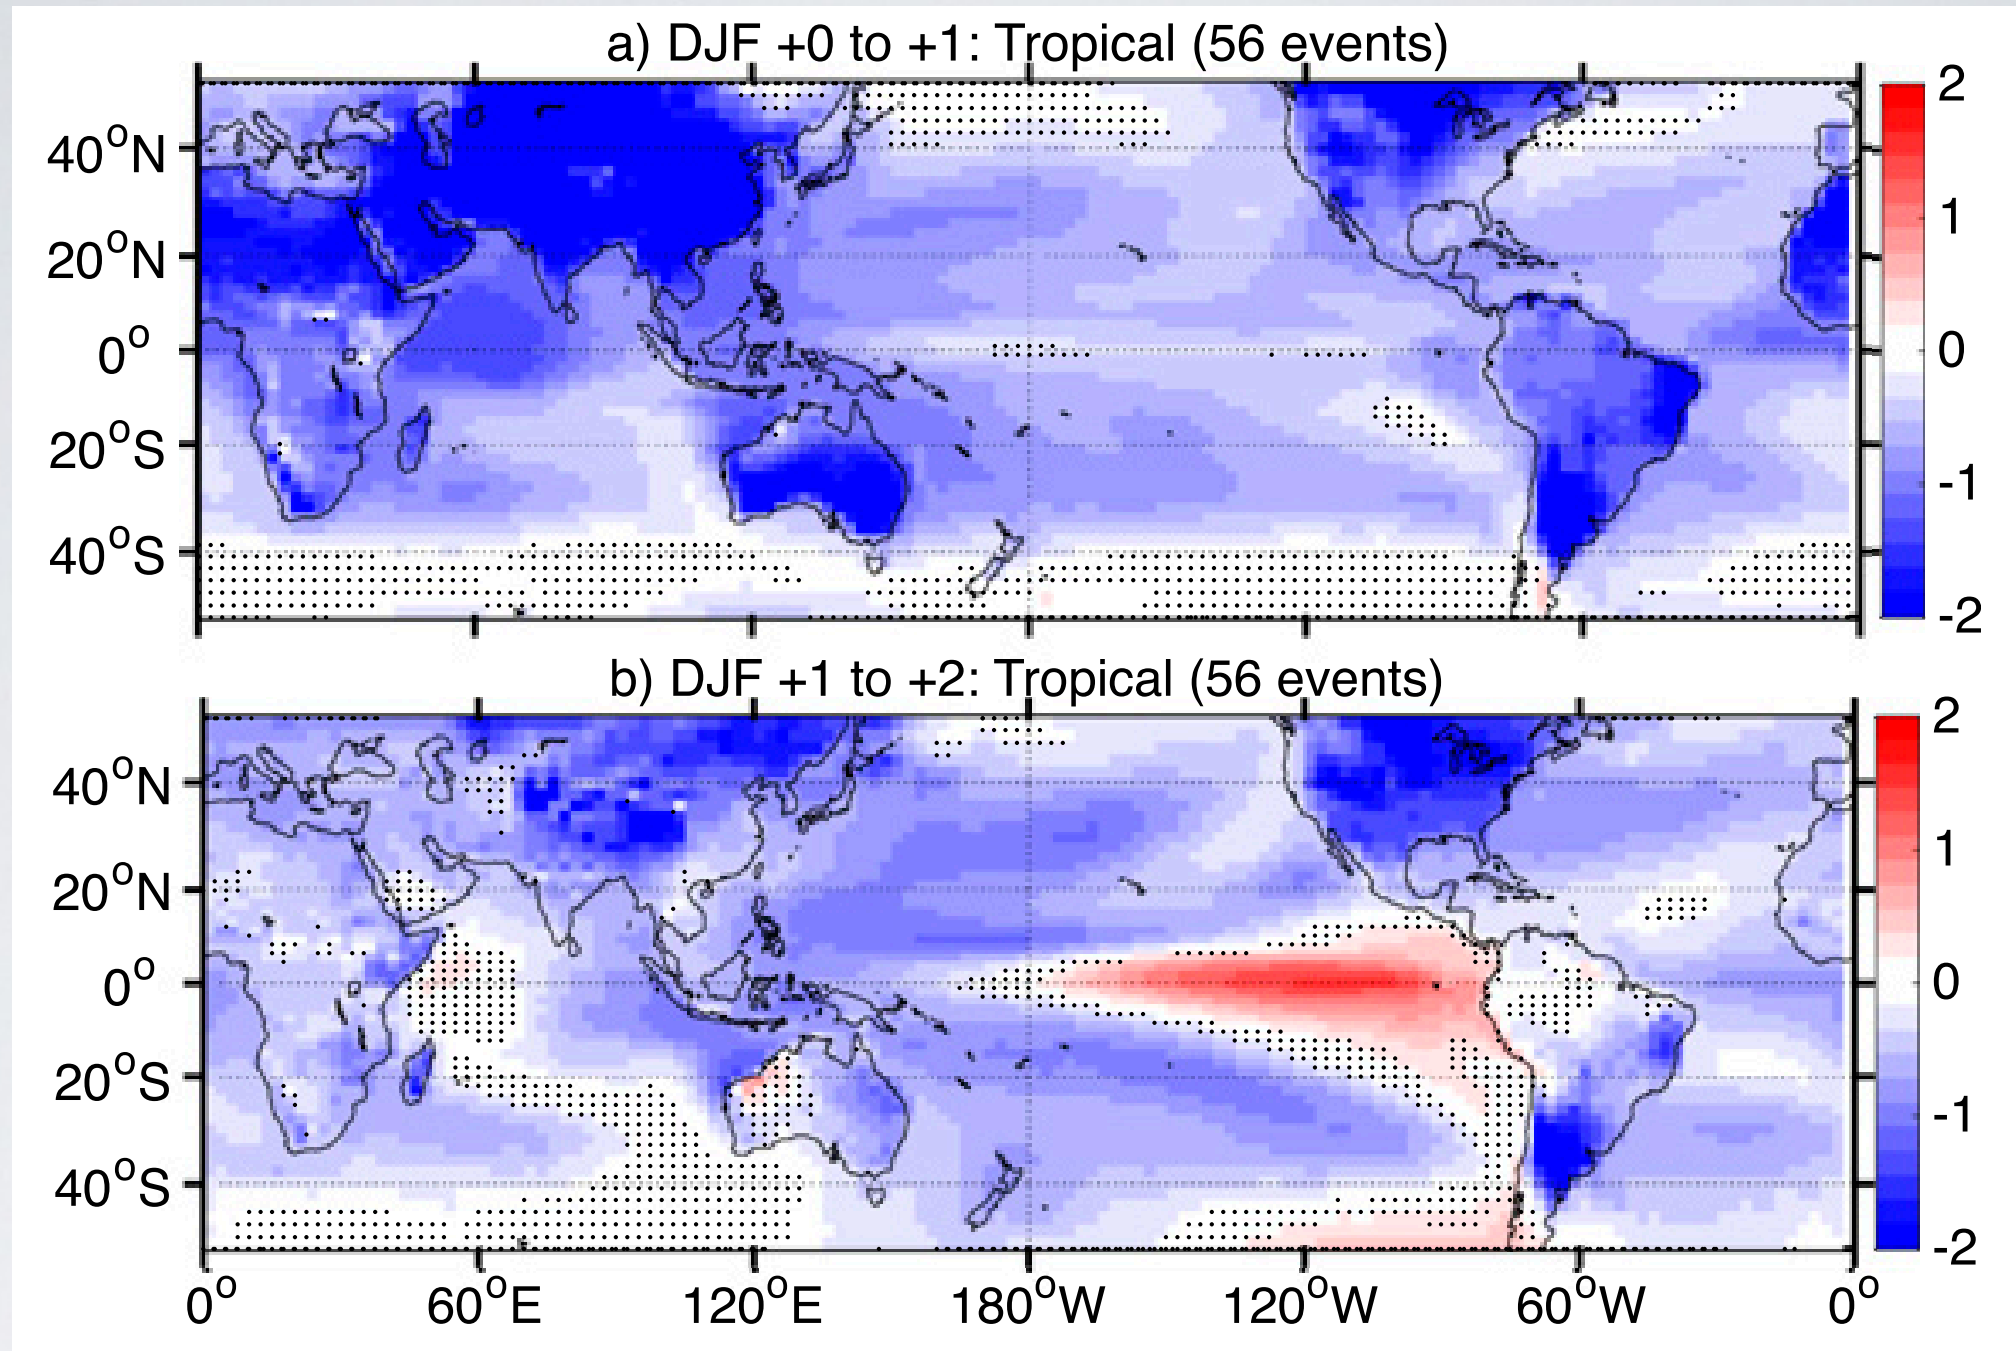 a) DJF +0 to +1: Tropical (56 events)
40°N
20°N
0°
20°S
40°S
2
1
0
-1
-2
b) DJF +1 to +2: Tropical (56 events)
40°N
20°N
0°
20°S
40°S
2
1
0
-1
-2
0° 60°E 120°E 180°W 120°W 60°W 0°